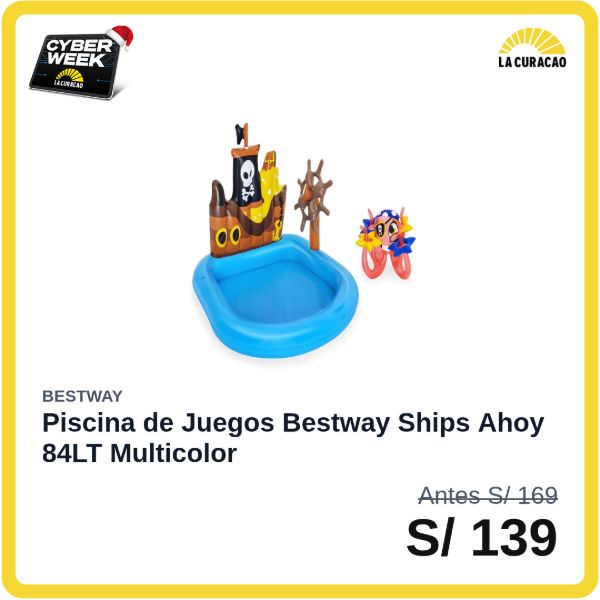 CYBER
WEEK
LA CURACAO
LA CURACAO
BESTWAY
Piscina de Juegos Bestway Ships Ahoy
84LT Multicolor
Antes S/ 169
S/ 139